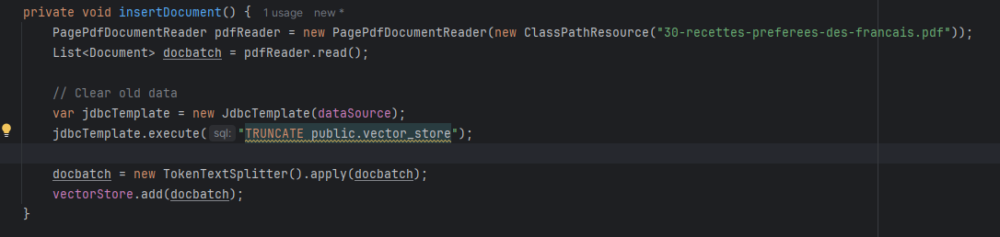 private void insertDocument() { 1 usage new *
PagePdfDocumentReader pdfReader = new PagePdfDocumentReader(new ClassPathResource("30-recettes-preferees-des-francais.pdf"));
List<Document> docbatch = pdfReader.read();
// Clear old data
var jdbcTemplate = new JdbcTemplate(dataSource);
jdbcTemplate.execute( sql: "TRUNCATE public.vector_store");
docbatch = new TokenTextSplitter().apply(docbatch);
vectorStore.add(docbatch);
}